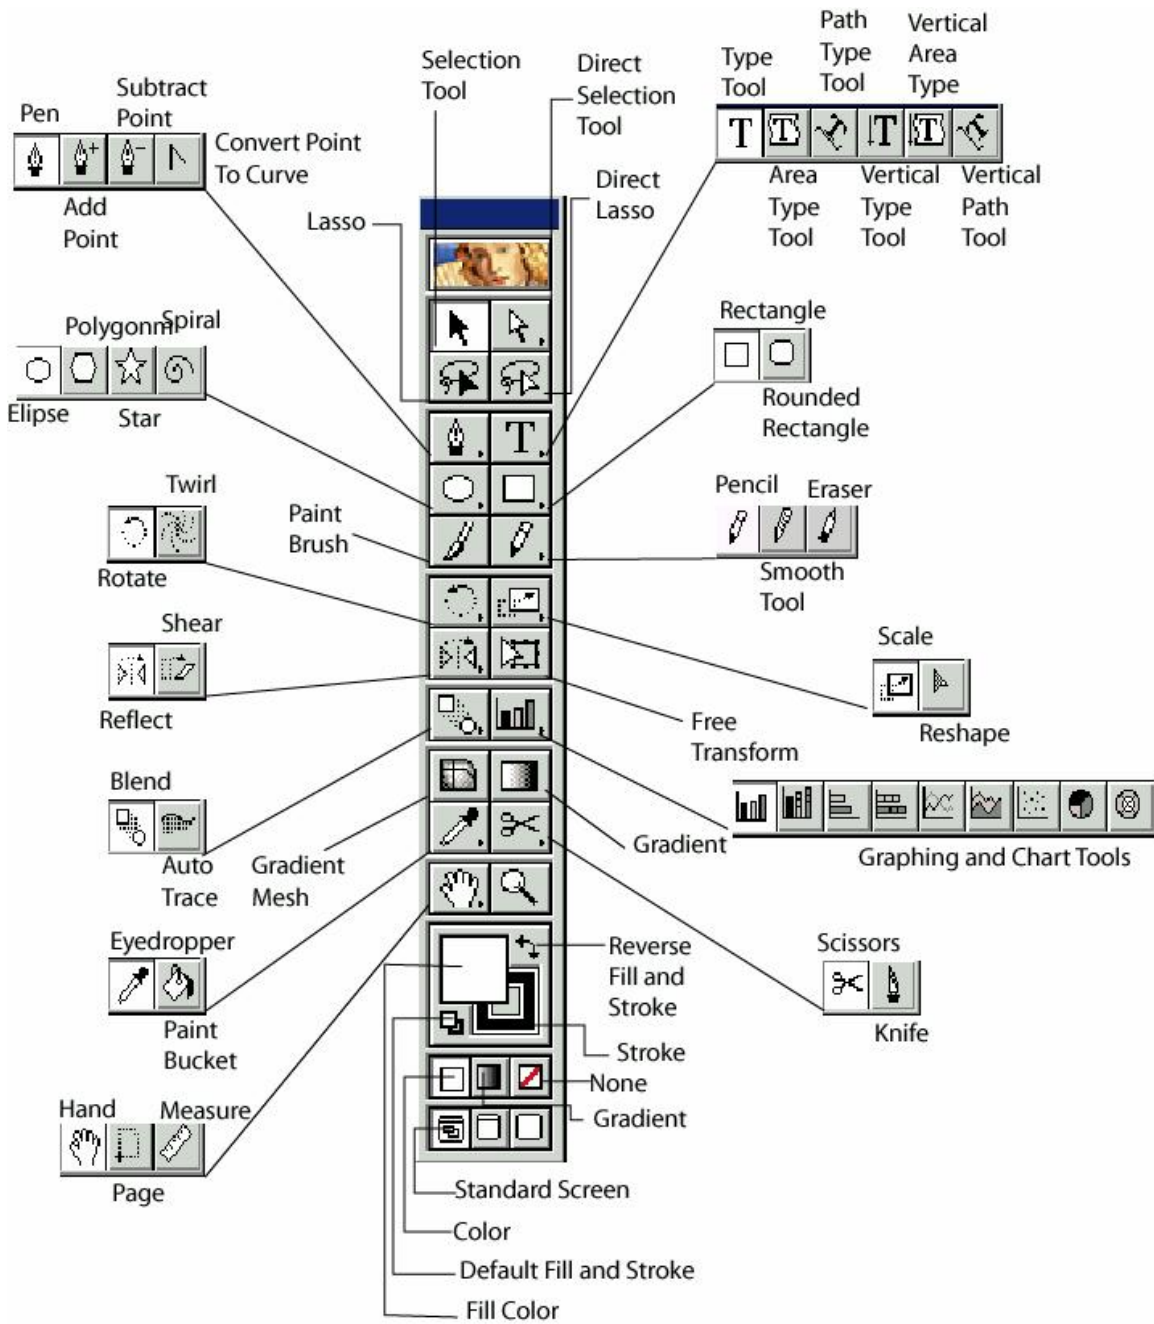 Selection
Tool
Direct
Selection
Tool
Type
Tool
Path
Type
Tool
Vertical
Area
Type
Pen
Subtract
Point
Convert Point
To Curve
Add
Point
Area
Type
Tool
Vertical
Type
Tool
Vertical
Path
Tool
Lasso
Direct
Lasso
Polygonm
Spiral
Elipse
Star
Rectangle
Rounded
Rectangle
Twirl
Rotate
Paint
Brush
Pencil
Eraser
Smooth
Tool
Shear
Reflect
Scale
Reshape
Free
Transform
Blend
Auto
Trace
Gradient
Mesh
Gradient
Graphing and Chart Tools
Eyedropper
Paint
Bucket
Reverse
Fill and
Stroke
Scissors
Knife
Stroke
None
Gradient
Hand
Measure
Page
Standard Screen
Color
Default Fill and Stroke
Fill Color